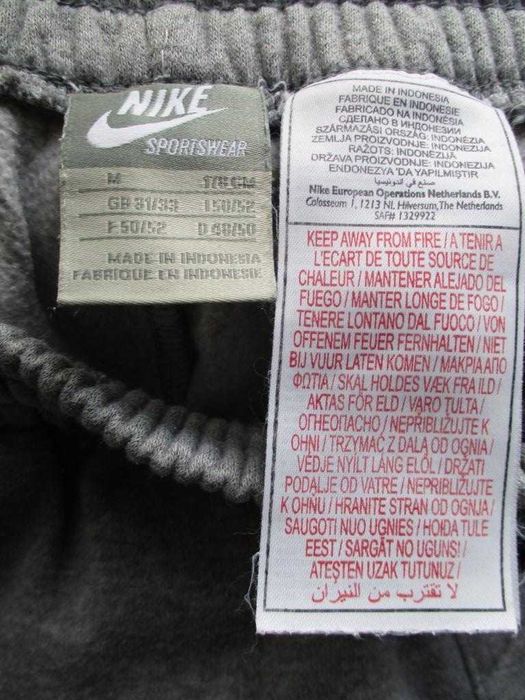 NIKE
SPORTSWEAR
M 178 CM
GB 31/33 I 50/52
F 50/52 D 48/50
MADE IN INDONESIA
FABRIQUE EN INDONESIE
MADE IN INDONESIA
FABRIQUE EN INDONESIE
FABRICADO NA INDONÉSIA
СДЕЛАНО В ИНДОНЕЗИИ
SZÁRMAZÁSI ORSZÁG: INDONÉZIA
ZEMLJA PROIZVODNJE: INDONEZIJA
RAŽOTS: INDONĒZIJA
DRŽAVA PROIZVODNJE: INDONEZIJA
ENDONEZYA'DA YAPILMIŞTIR
صنع في اندونيسيا
Nike European Operations Netherlands B.V.
Colosseum 1, 1213 NL Hilversum, The Netherlands
SAF# 1329922
KEEP AWAY FROM FIRE / A TENIR A
L'ECART DE TOUTE SOURCE DE
CHALEUR / MANTENER ALEJADO DEL
FUEGO / MANTER LONGE DE FOGO /
TENERE LONTANO DAL FUOCO / VON
OFFENEM FEUER FERNHALTEN / NIET
BIJ VUUR LATEN KOMEN / ΜΑΚΡΙΑ ΑΠΟ
ΦΩΤΙΑ / SKAL HOLDES VÆK FRA ILD /
AKTAS FÖR ELD / VARO TULTA /
ОГНЕОПАСНО / NEPŘIBLIŽUJTE K
OHNI / TRZYMAĆ Z DALA OD OGNIA /
VÉDJE NYÍLT LÁNG ELŐL / DRŽATI
PODALJE OD VATRE / NEPRIBLIŽUJTE
K OHŇU / HRANITE STRAN OD OGNJA /
SAUGOTI NUO UGNIES / HOIDA TULE
EEST / SARGĀT NO UGUNS! /
ATEŞTEN UZAK TUTUNUZ /
لا تقترب من النيران